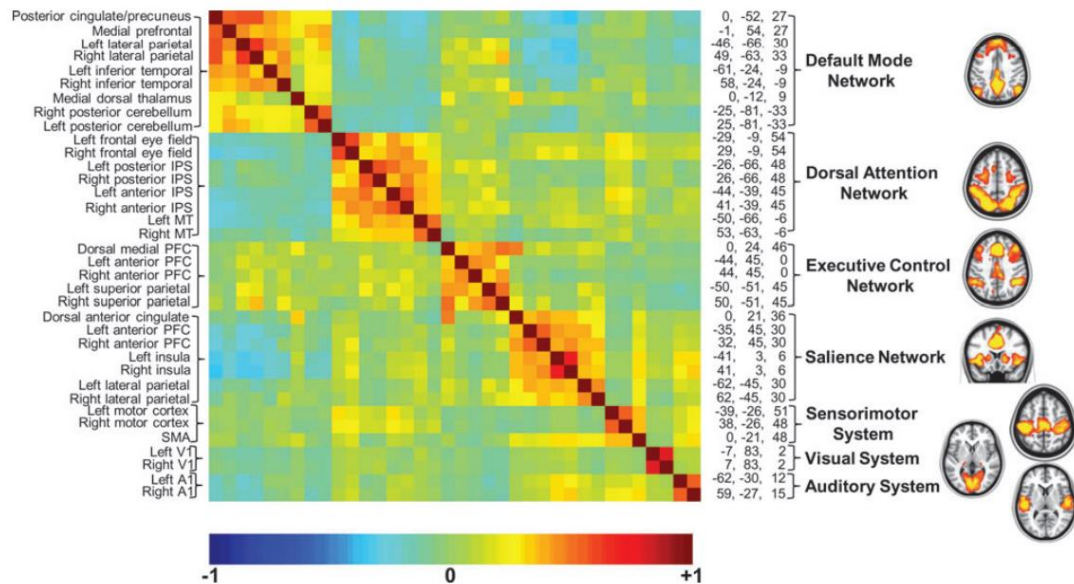 Posterior cingulate/precuneus 0, -52, 27
Medial prefrontal -1, 54, 27
Left lateral parietal -46, -66, 30
Right lateral parietal 49, -63, 33
Left inferior temporal -61, -24, -9
Right inferior temporal 58, -24, -9
Medial dorsal thalamus 0, -12, 9
Right posterior cerebellum -25, -81, -33
Left posterior cerebellum 25, -81, -33
Default Mode
Network
Left frontal eye field -29, -9, 54
Right frontal eye field 29, -9, 54
Left posterior IPS -26, -66, 48
Right posterior IPS 26, -66, 48
Left anterior IPS -44, -39, 45
Right anterior IPS 41, -39, 45
Left MT -50, -66, -6
Right MT 53, -63, -6
Dorsal Attention
Network
Dorsal medial PFC 0, 24, 46
Left anterior PFC -44, 45, 0
Right anterior PFC 44, 45, 0
Left superior parietal -50, -51, 45
Right superior parietal 50, -51, 45
Executive Control
Network
Dorsal anterior cingulate 0, 21, 36
Left anterior PFC -35, 45, 30
Right anterior PFC 32, 45, 30
Left insula -41, 3, 6
Right insula 41, 3, 6
Left lateral parietal -62, -45, 30
Right lateral parietal 62, -45, 30
Salience Network
Left motor cortex -39, -26, 51
Right motor cortex 38, -26, 48
SMA 0, -21, 48
Sensorimotor
System
Left V1 -7, 83, 2
Right V1 7, 83, 2
Visual System
Left A1 -62, -30, 12
Right A1 59, -27, 15
Auditory System
-1 0 +1